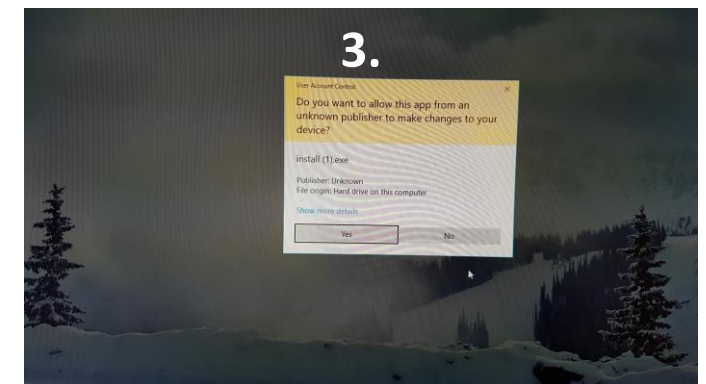 3.
User Account Control
Do you want to allow this app from an
unknown publisher to make changes to your
device?
install (1).exe
Publisher: Unknown
File origin: Hard drive on this computer
Show more details
Yes
No